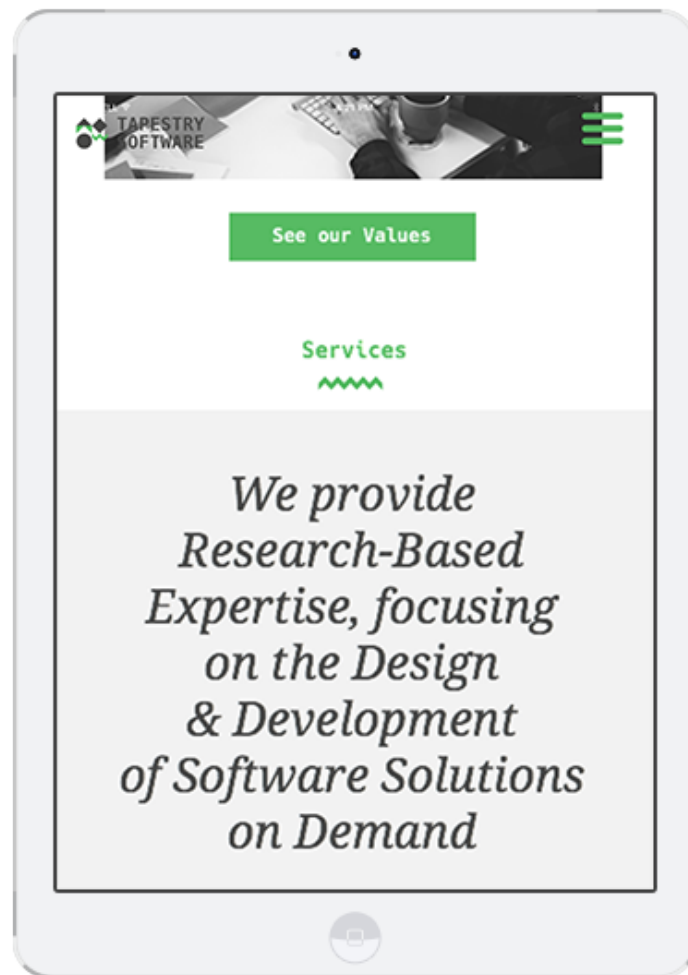 TAPESTRY
SOFTWARE
See our Values
Services
We provide
Research-Based
Expertise, focusing
on the Design
& Development
of Software Solutions
on Demand